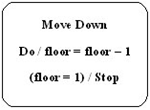 Move Down
Do / floor = floor – 1
(floor = 1) / Stop